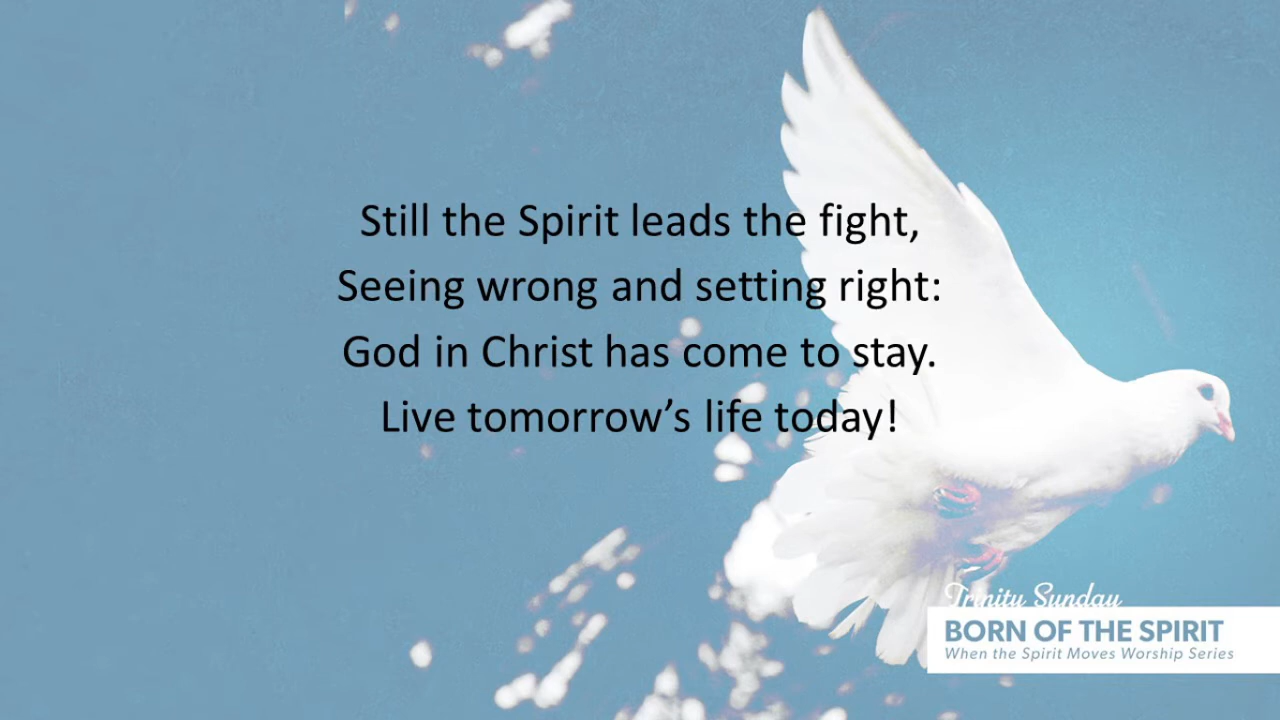 Still the Spirit leads the fight,
Seeing wrong and setting right:
God in Christ has come to stay.
Live tomorrow’s life today!
Trinity Sunday
BORN OF THE SPIRIT
When the Spirit Moves Worship Series